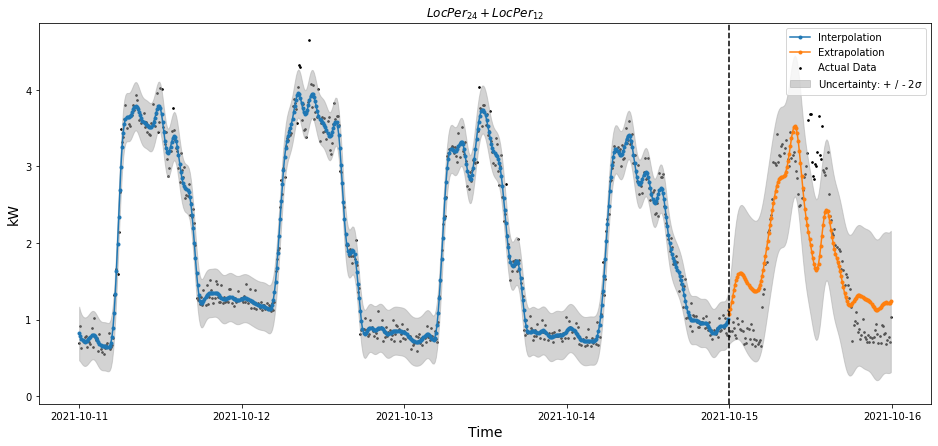 LocPer₂₄ + LocPer₁₂
Interpolation
Extrapolation
Actual Data
Uncertainty: + / - 2σ
kW
4
3
2
1
0
2021-10-11
2021-10-12
2021-10-13
2021-10-14
2021-10-15
2021-10-16
Time